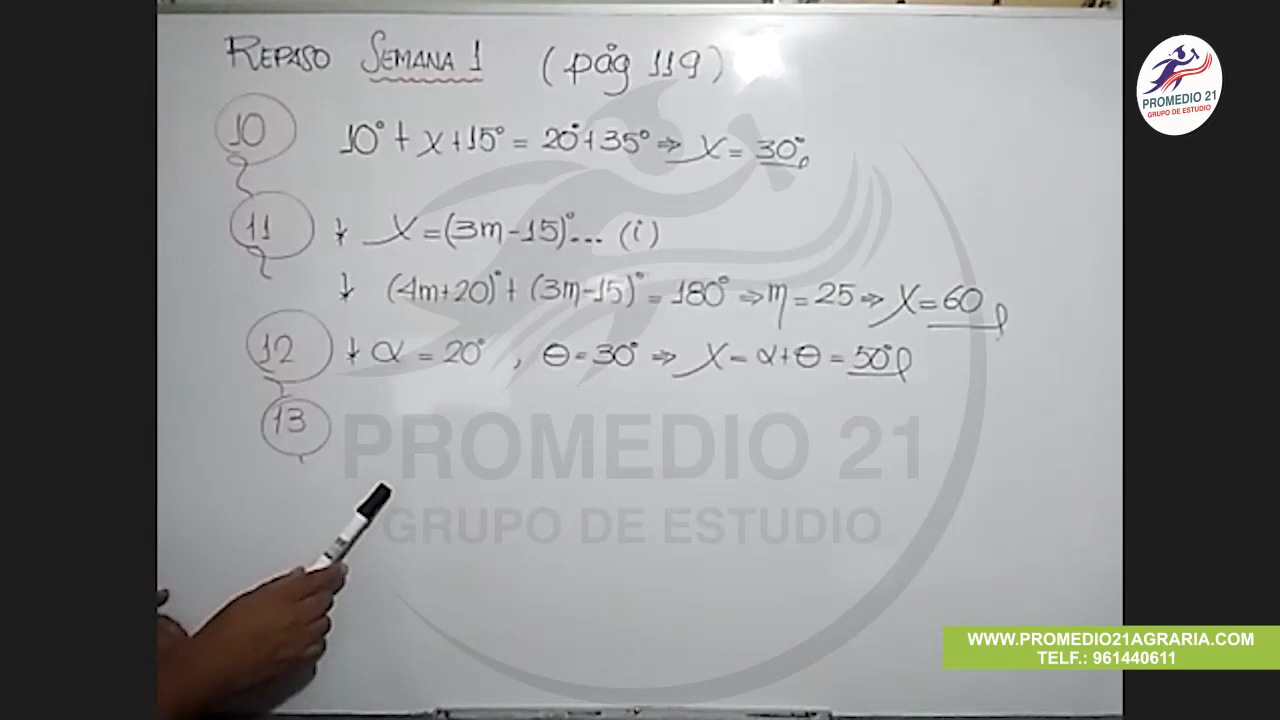 REPASO SEMANA 1 (pág 119)
PROMEDIO 21
GRUPO DE ESTUDIO
10 10° + x + 15° = 20° + 35° ⇒ x = 30°
11 ↓ x = (3m - 15)° ... (i)
↓ (4m+20)° + (3m-15)° = 180° ⇒ m = 25 ⇒ x = 60
12 ↓ α = 20° , θ = 30° ⇒ x = α + θ = 50°
13
PROMEDIO 21
GRUPO DE ESTUDIO
WWW.PROMEDIO21AGRARIA.COM
TELF.: 961440611